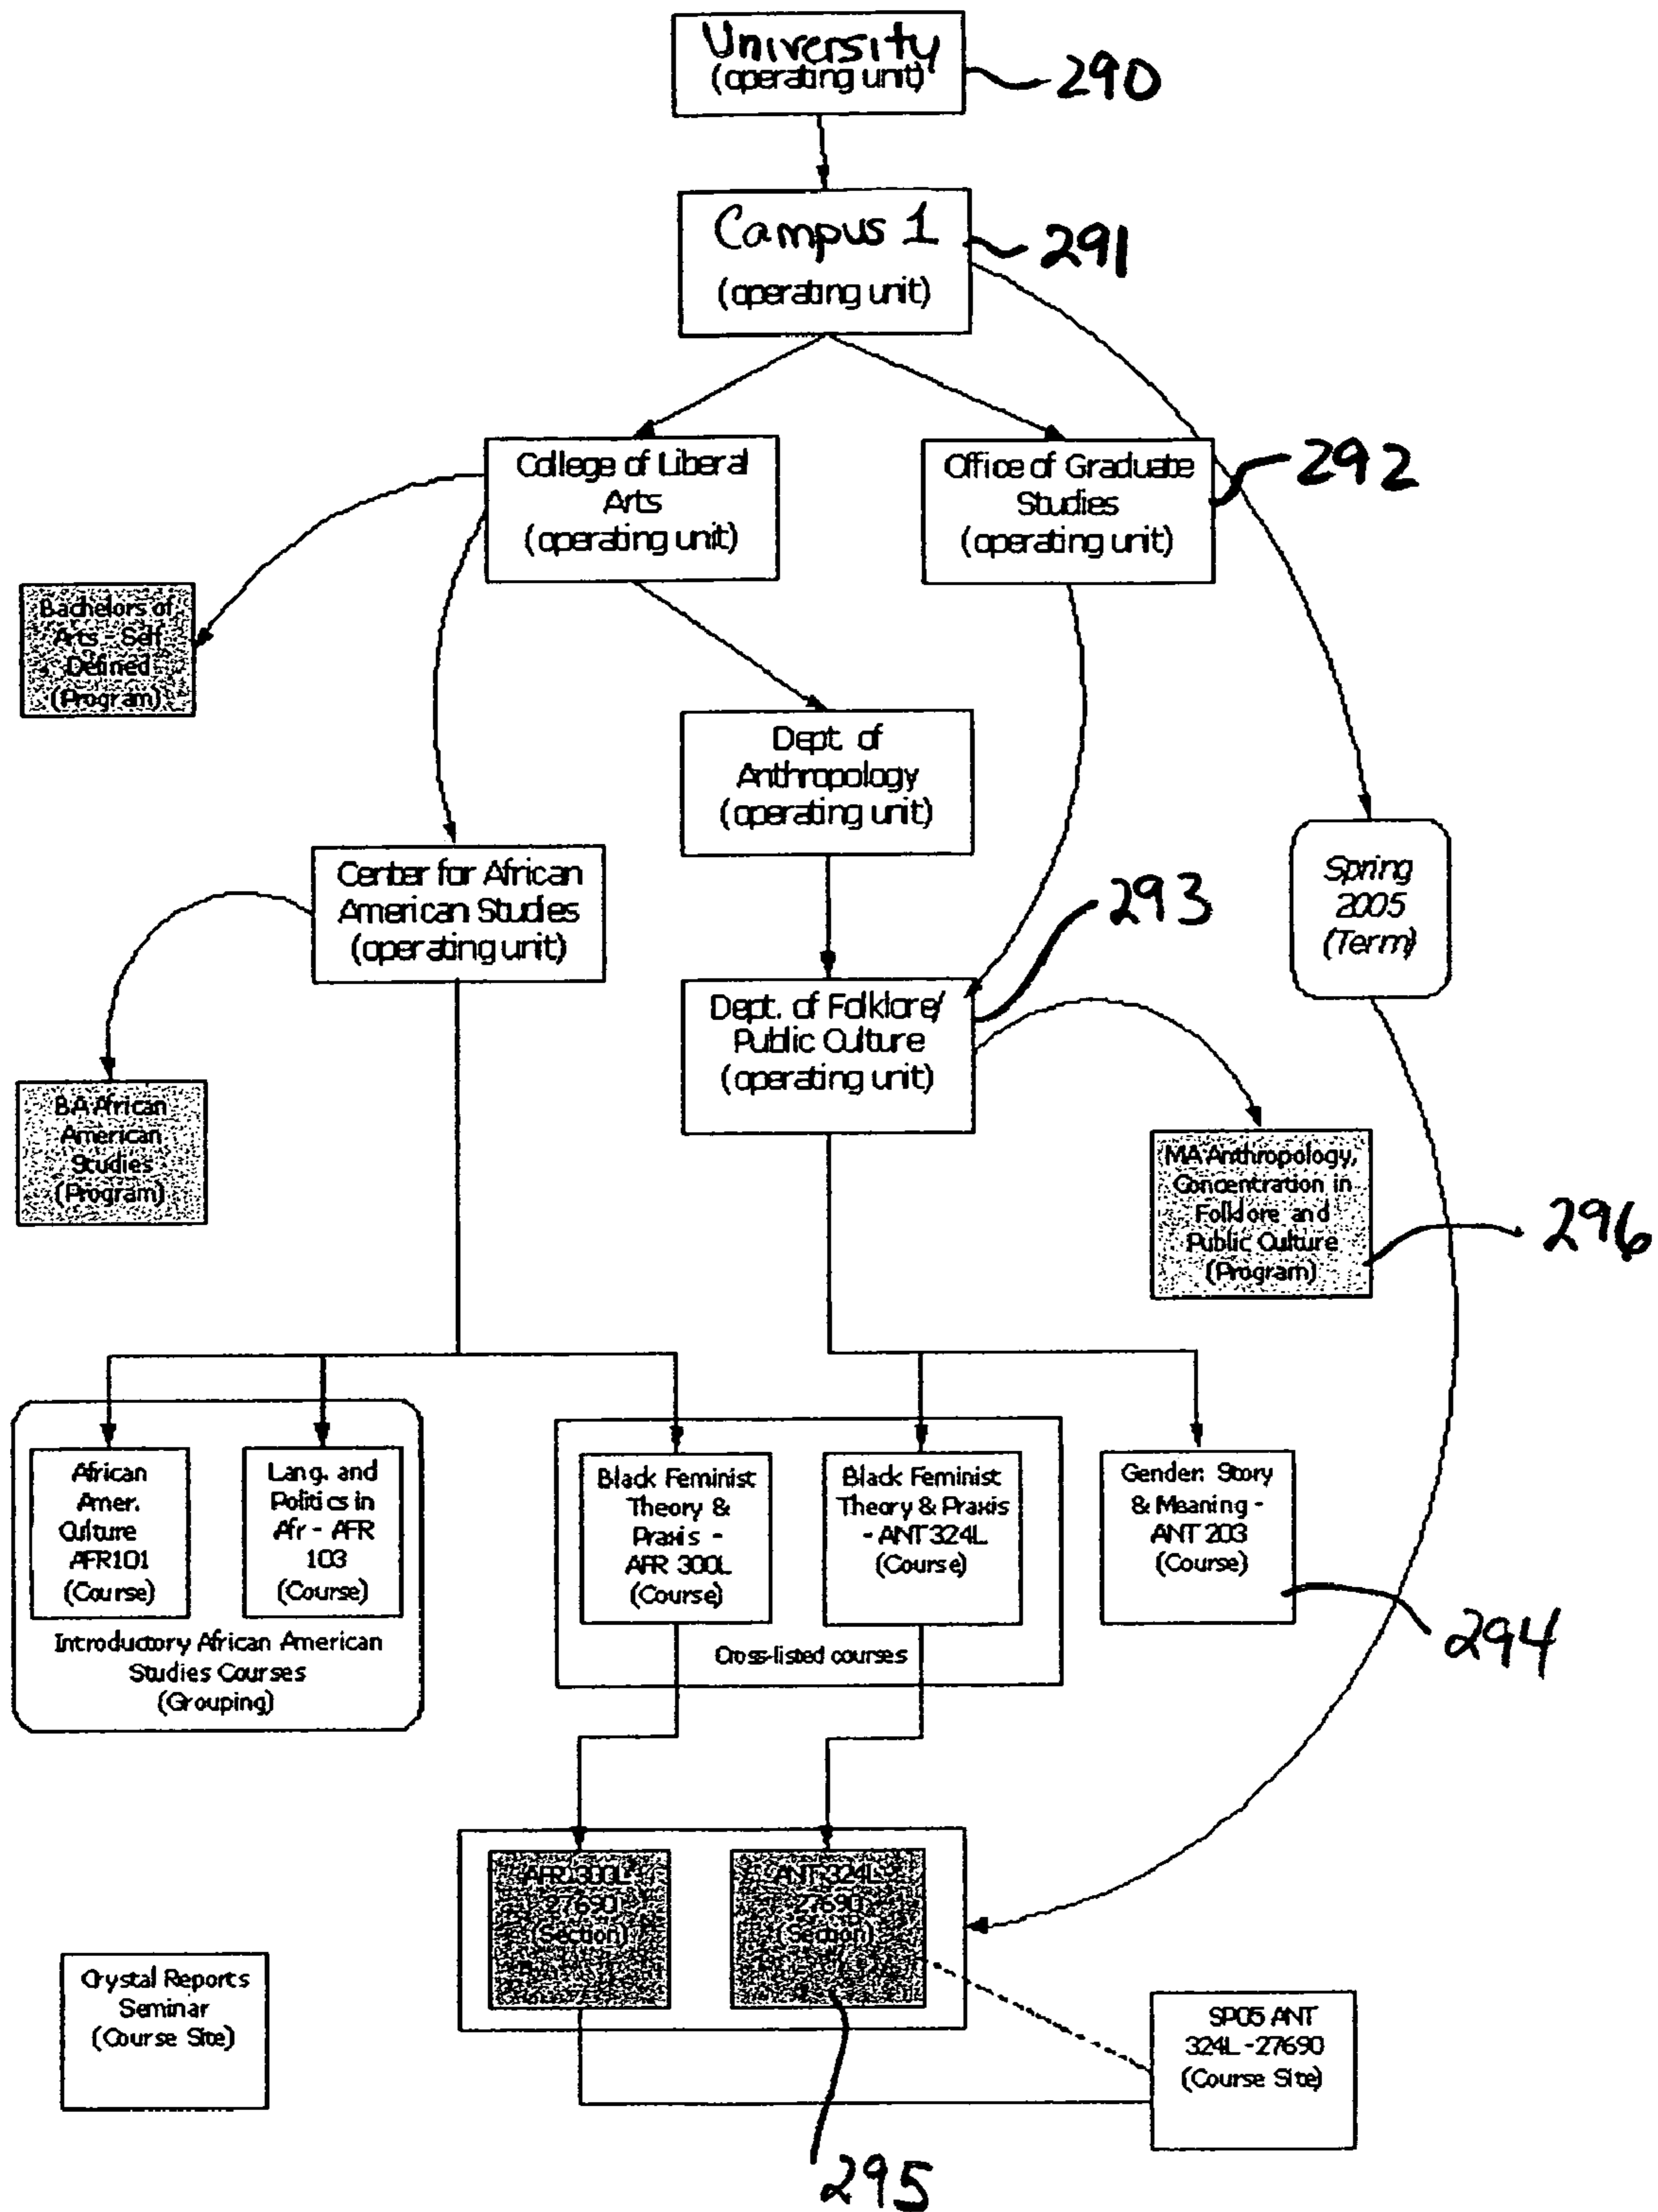 University
(operating unit)
290
Campus 1
(operating unit)
291
College of Liberal
Arts
(operating unit)
Office of Graduate
Studies
(operating unit)
292
Bachelors of
Arts - Self
Defined
(Program)
Dept. of
Anthropology
(operating unit)
Center for African
American Studies
(operating unit)
Spring
2005
(Term)
293
Dept. of Folklore/
Public Culture
(operating unit)
BA African
American
Studies
(Program)
MA Anthropology,
Concentration in
Folklore and
Public Culture
(Program)
296
African
Amer.
Culture
AFR101
(Course)
Lang. and
Politics in
Afr - AFR
103
(Course)
Introductory African American
Studies Courses
(Grouping)
Black Feminist
Theory &
Praxis -
AFR 300L
(Course)
Black Feminist
Theory & Praxis
- ANT 324L
(Course)
Cross-listed courses
Gender: Story
& Meaning -
ANT 203
(Course)
294
AFR 300L
27690
(Section)
ANT 324L
27690
(Section)
295
Crystal Reports
Seminar
(Course Site)
SP05 ANT
324L -27690
(Course Site)